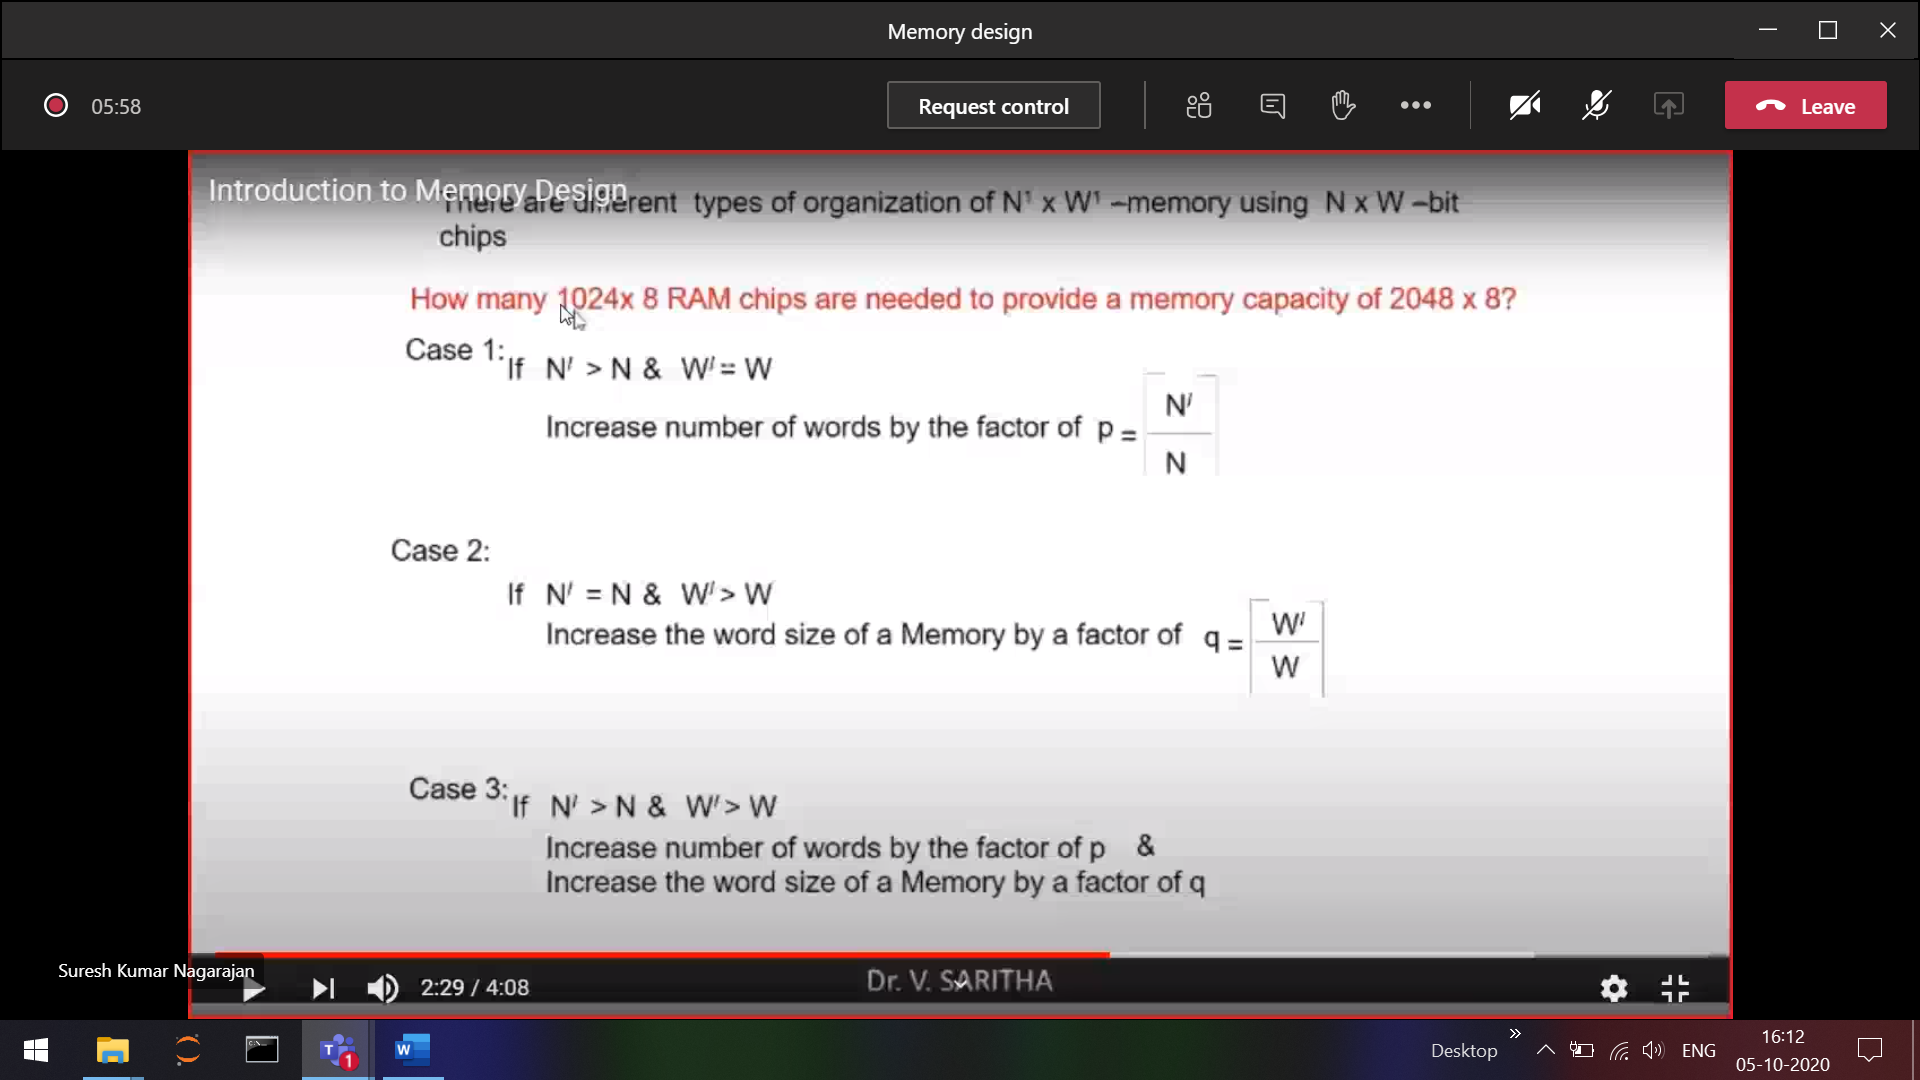 Memory design
05:58
Request control
Leave
Introduction to Memory Design
There are different types of organization of N¹ x W¹ –memory using N x W –bit
chips
How many 1024x 8 RAM chips are needed to provide a memory capacity of 2048 x 8?
Case 1:
If N/ > N & W/ = W
Increase number of words by the factor of p =
N/
N
Case 2:
If N/ = N & W/ > W
Increase the word size of a Memory by a factor of q =
W/
W
Case 3:
If N/ > N & W/ > W
Increase number of words by the factor of p &
Increase the word size of a Memory by a factor of q
Suresh Kumar Nagarajan
2:29 / 4:08
Dr. V. SARITHA
T
1
W
Desktop
ENG
16:12
05-10-2020